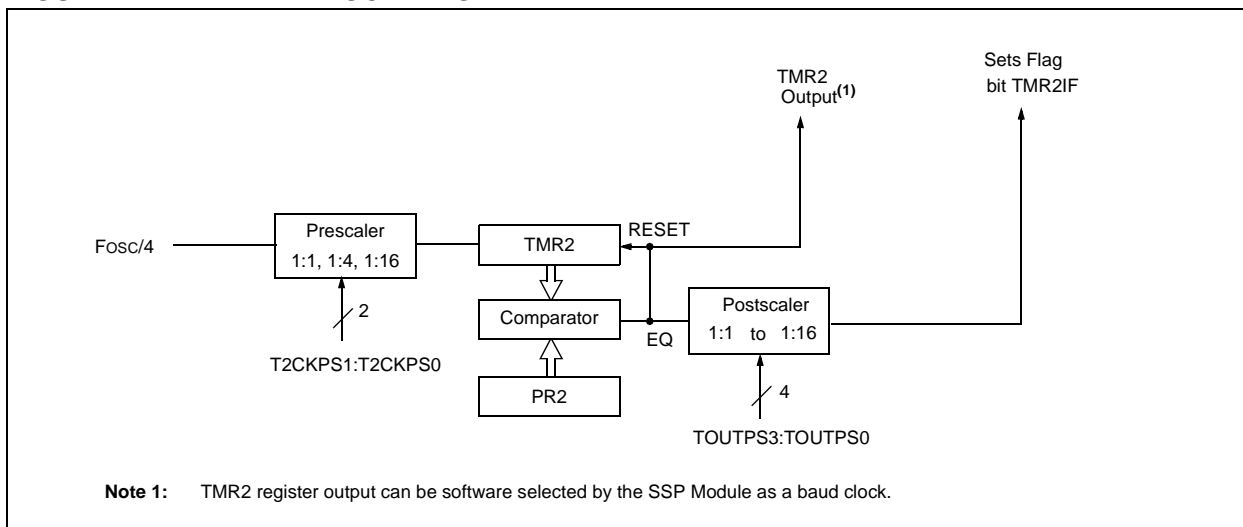 Sets Flag
bit TMR2IF
TMR2
Output(1)
RESET
Prescaler
1:1, 1:4, 1:16
TMR2
FOSC/4
2
Comparator
EQ
Postscaler
1:1 to 1:16
T2CKPS1:T2CKPS0
PR2
4
TOUTPS3:TOUTPS0
Note 1: TMR2 register output can be software selected by the SSP Module as a baud clock.